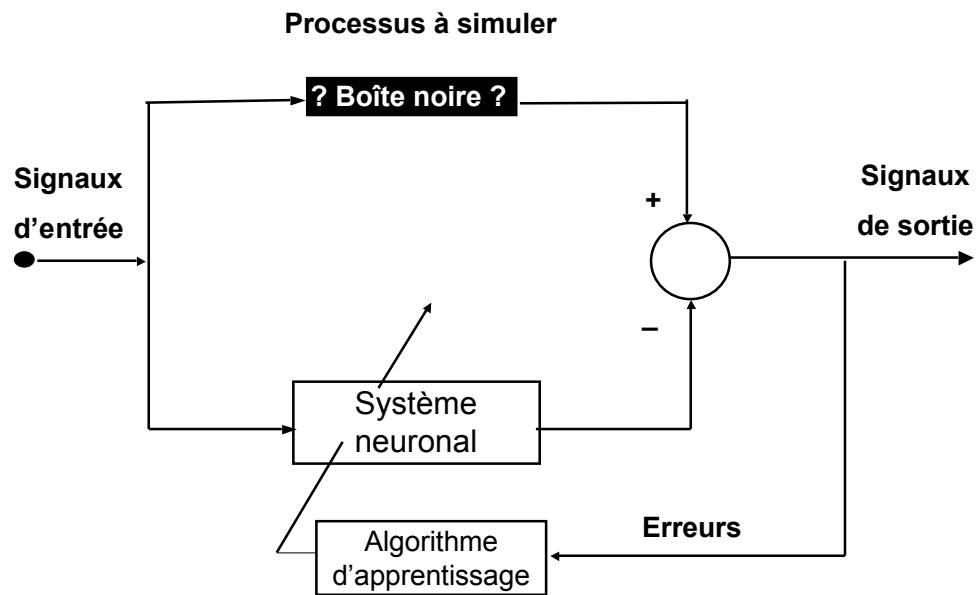 Processus à simuler
? Boîte noire ?
Signaux
d’entrée
Signaux
de sortie
+
–
Système
neuronal
Erreurs
Algorithme
d’apprentissage